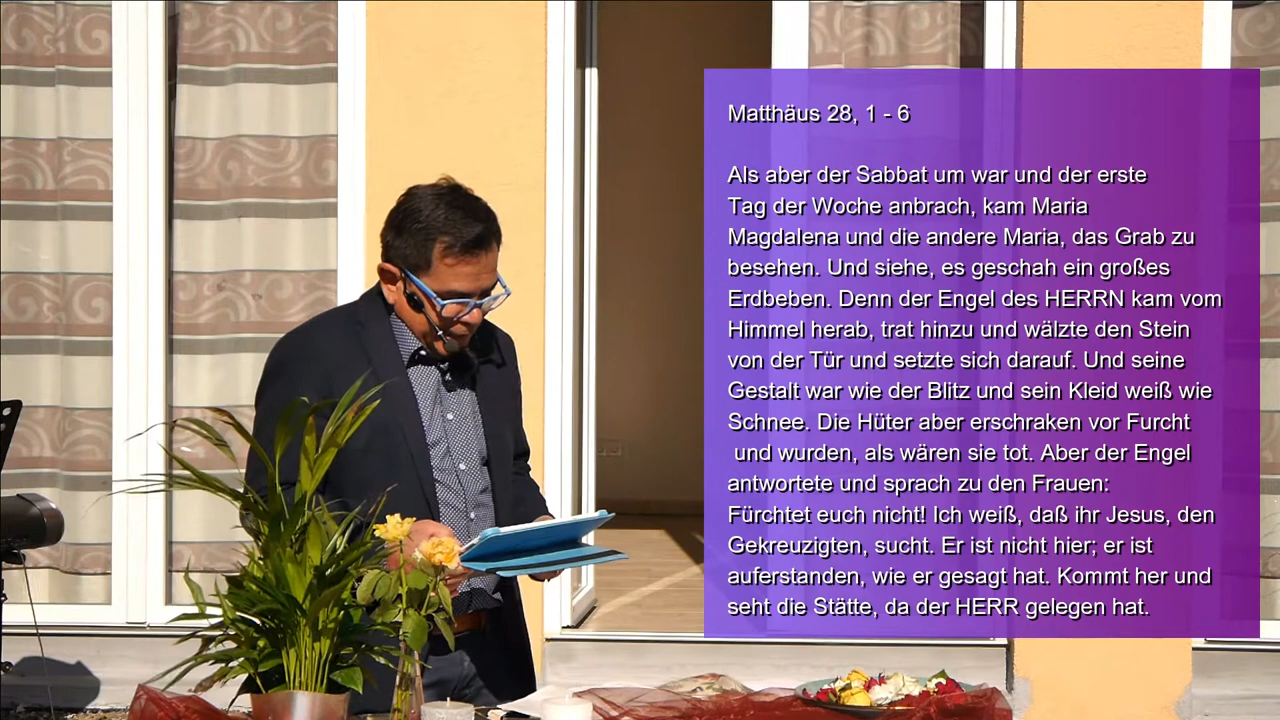 Matthäus 28, 1 - 6
Als aber der Sabbat um war und der erste
Tag der Woche anbrach, kam Maria
Magdalena und die andere Maria, das Grab zu
besehen. Und siehe, es geschah ein großes
Erdbeben. Denn der Engel des HERRN kam vom
Himmel herab, trat hinzu und wälzte den Stein
von der Tür und setzte sich darauf. Und seine
Gestalt war wie der Blitz und sein Kleid weiß wie
Schnee. Die Hüter aber erschraken vor Furcht
und wurden, als wären sie tot. Aber der Engel
antwortete und sprach zu den Frauen:
Fürchtet euch nicht! Ich weiß, daß ihr Jesus, den
Gekreuzigten, sucht. Er ist nicht hier; er ist
auferstanden, wie er gesagt hat. Kommt her und
seht die Stätte, da der HERR gelegen hat.